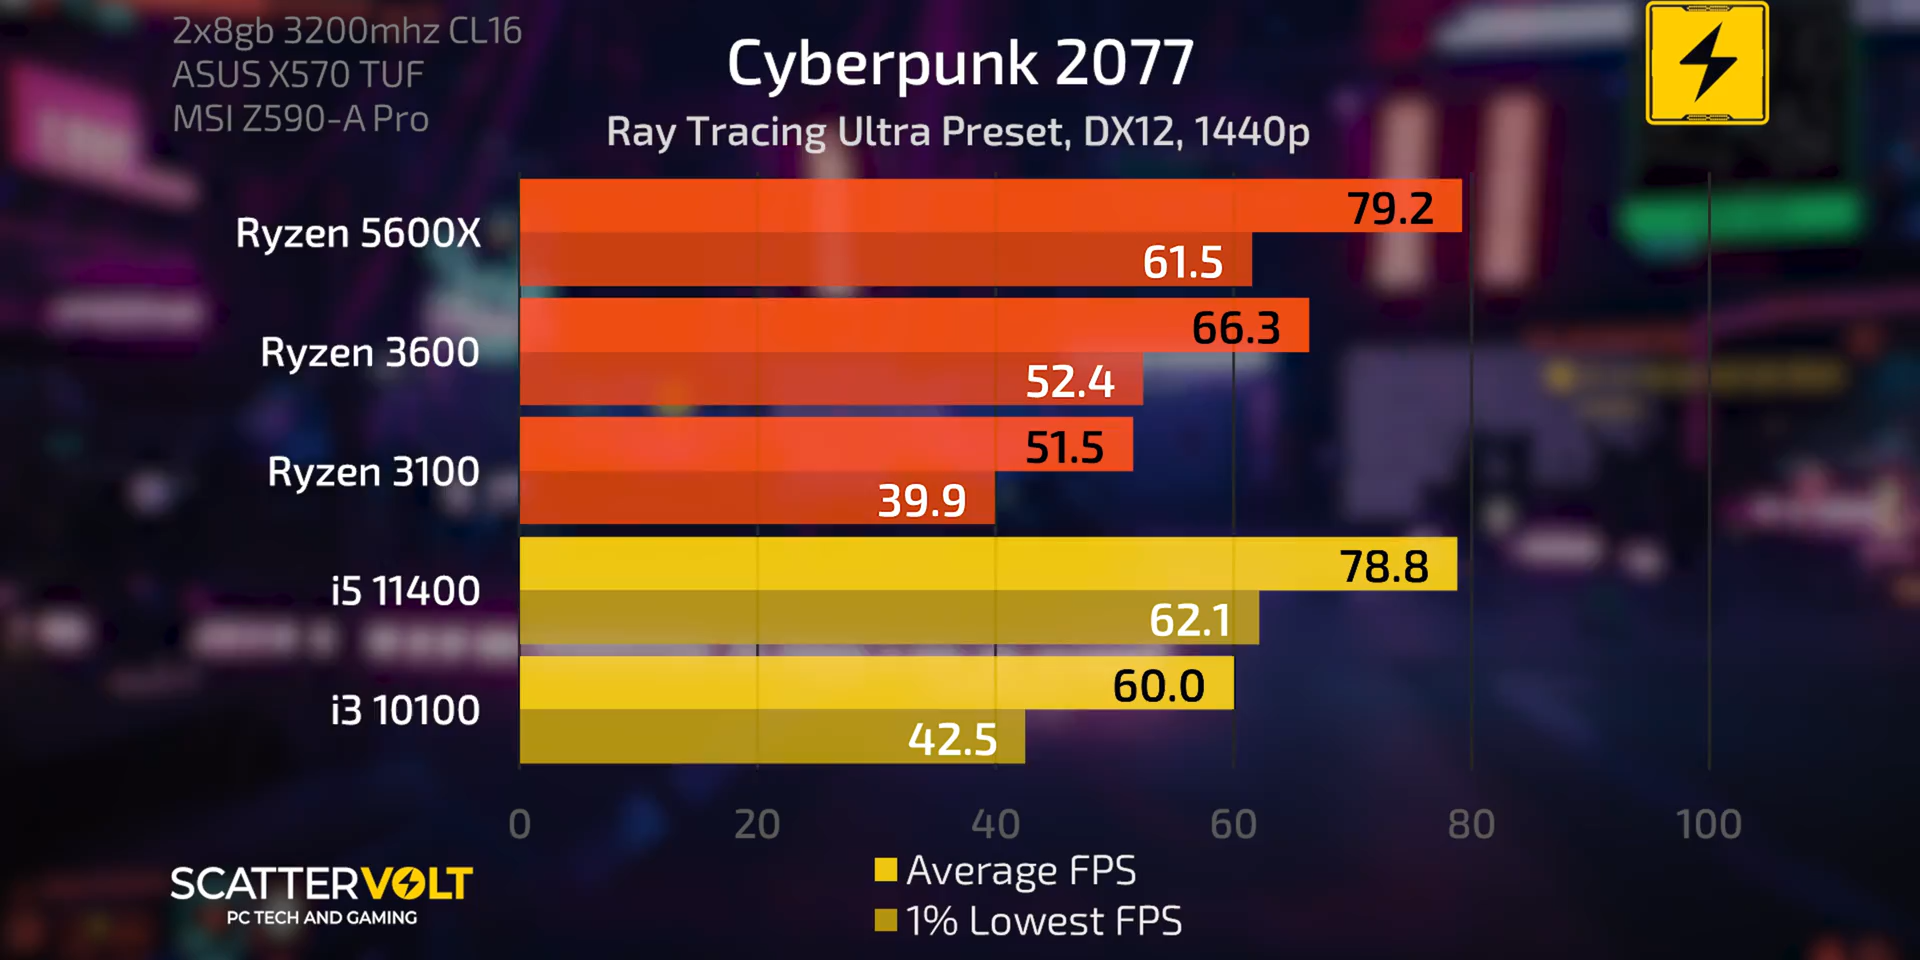 2x8gb 3200mhz CL16
ASUS X570 TUF
MSI Z590-A Pro
Cyberpunk 2077
Ray Tracing Ultra Preset, DX12, 1440p
Ryzen 5600X
79.2
61.5
Ryzen 3600
66.3
52.4
Ryzen 3100
51.5
39.9
i5 11400
78.8
62.1
i3 10100
60.0
42.5
0 20 40 60 80 100
Average FPS
1% Lowest FPS
SCATTERVOLT
PC TECH AND GAMING